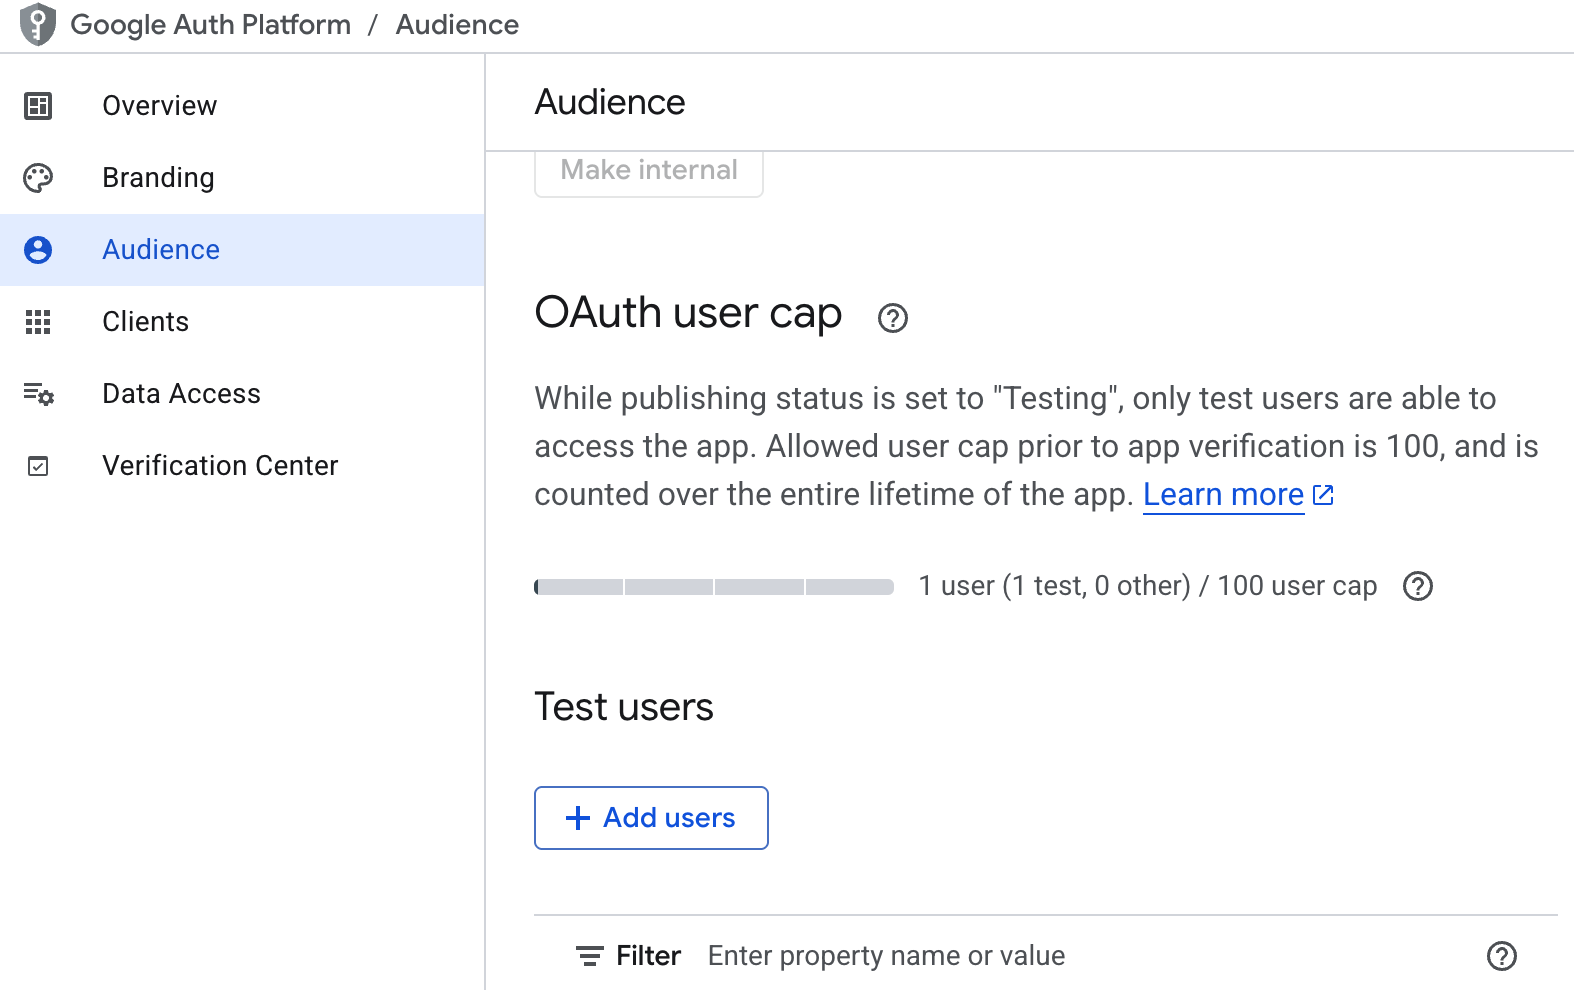 Google Auth Platform / Audience
Overview
Branding
Audience
Clients
Data Access
Verification Center
Audience
Make internal
OAuth user cap
While publishing status is set to "Testing", only test users are able to
access the app. Allowed user cap prior to app verification is 100, and is
counted over the entire lifetime of the app. Learn more
1 user (1 test, 0 other) / 100 user cap
Test users
+ Add users
Filter Enter property name or value